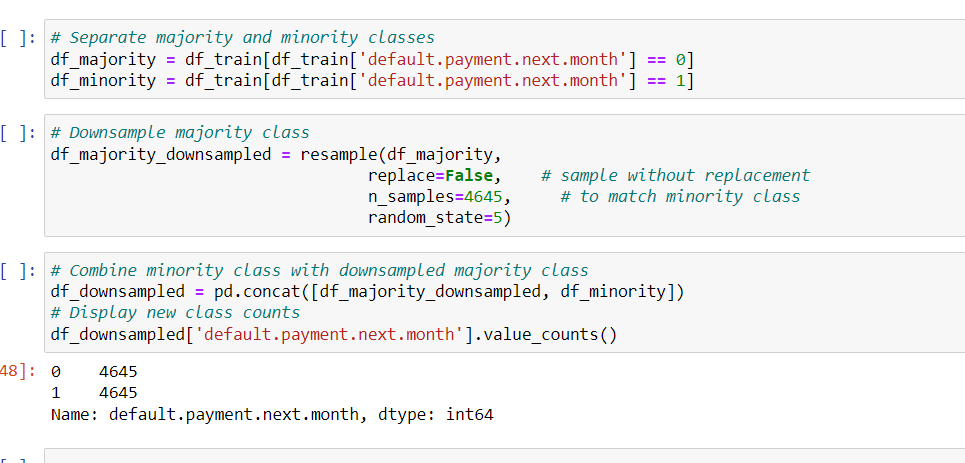 [ ]: # Separate majority and minority classes
df_majority = df_train[df_train['default.payment.next.month'] == 0]
df_minority = df_train[df_train['default.payment.next.month'] == 1]
[ ]: # Downsample majority class
df_majority_downsampled = resample(df_majority,
replace=False, # sample without replacement
n_samples=4645, # to match minority class
random_state=5)
[ ]: # Combine minority class with downsampled majority class
df_downsampled = pd.concat([df_majority_downsampled, df_minority])
# Display new class counts
df_downsampled['default.payment.next.month'].value_counts()
48]: 0 4645
1 4645
Name: default.payment.next.month, dtype: int64